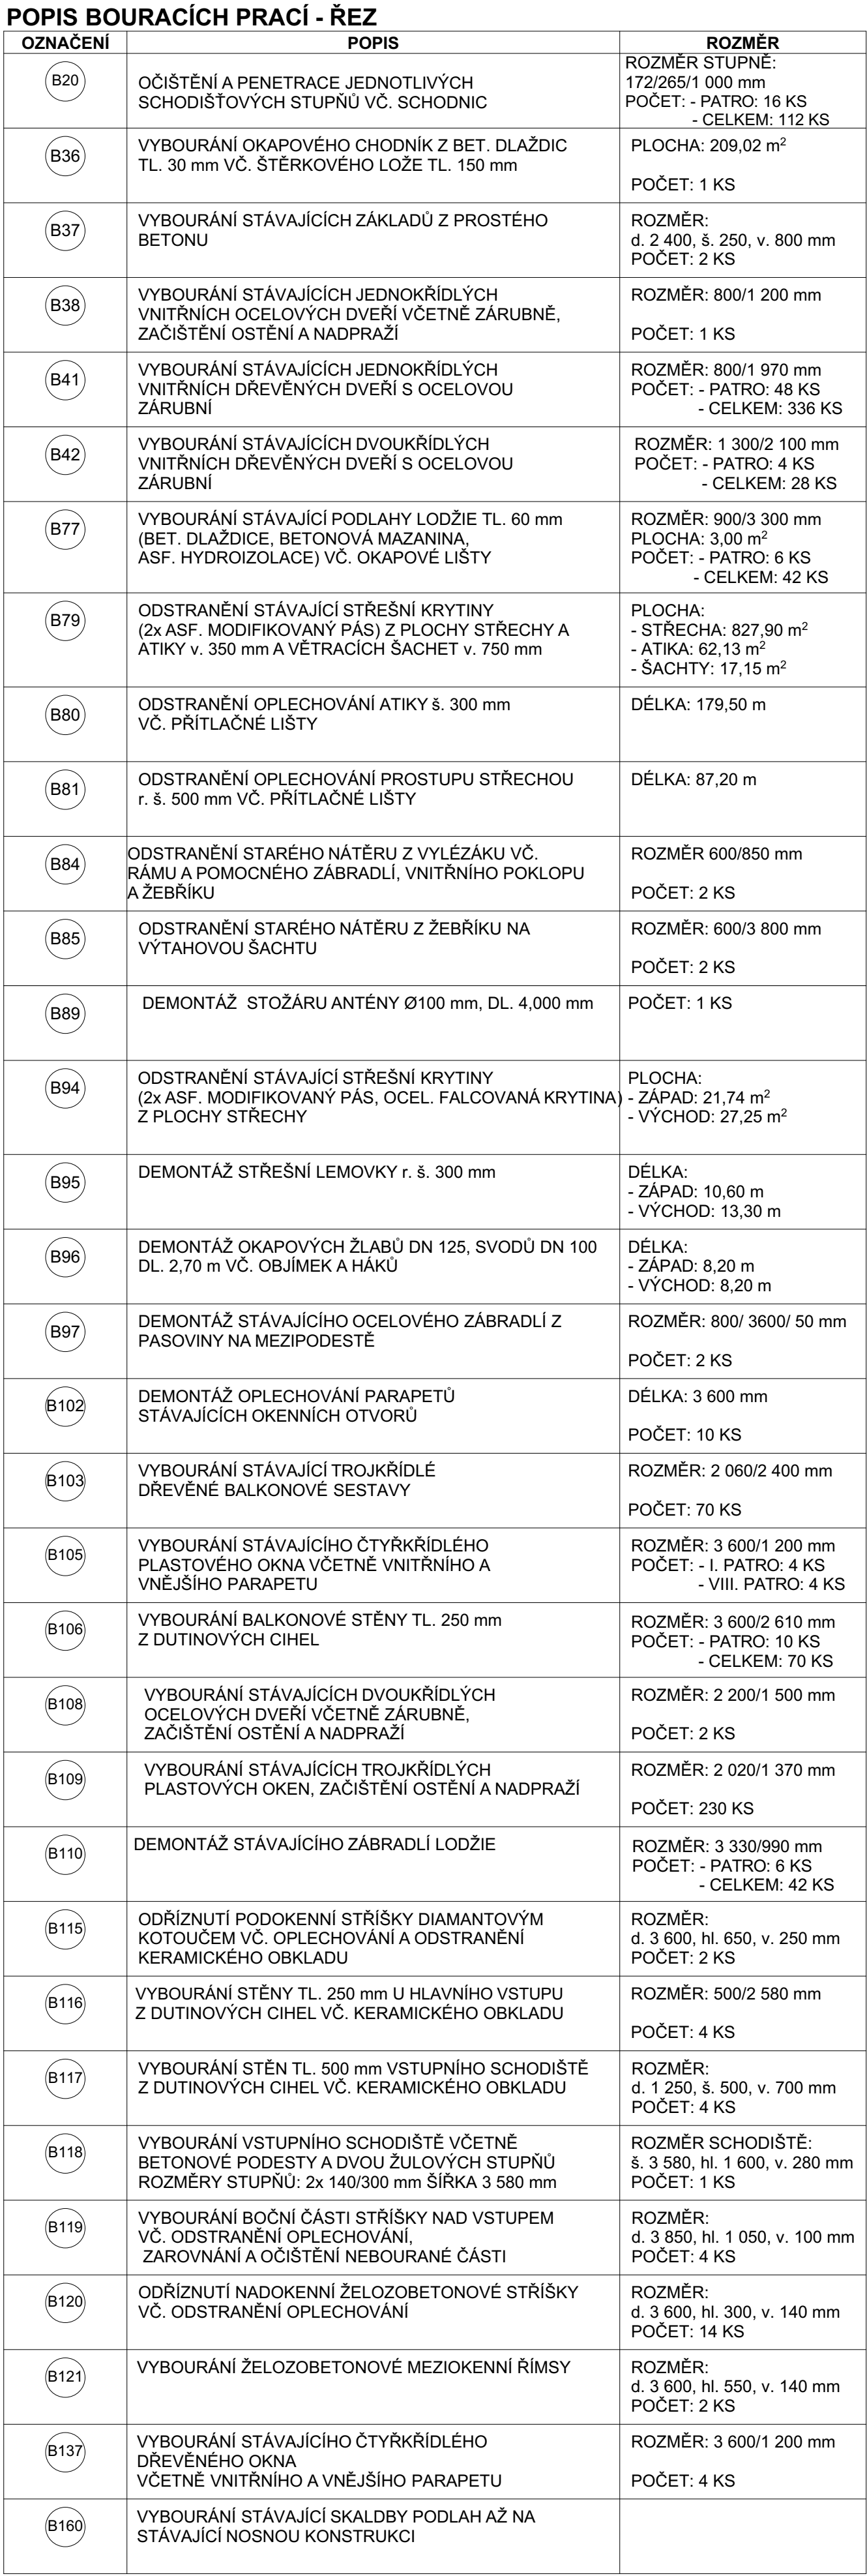 POPIS BOURACÍCH PRACÍ - ŘEZ
OZNAČENÍ POPIS ROZMĚR
B20
OČIŠTĚNÍ A PENETRACE JEDNOTLIVÝCH
SCHODIŠŤOVÝCH STUPŇŮ VČ. SCHODNIC
ROZMĚR STUPNĚ:
172/265/1 000 mm
POČET: - PATRO: 16 KS
- CELKEM: 112 KS
B36
VYBOURÁNÍ OKAPOVÉHO CHODNÍK Z BET. DLAŽDIC
TL. 30 mm VČ. ŠTĚRKOVÉHO LOŽE TL. 150 mm
PLOCHA: 209,02 m²
POČET: 1 KS
B37
VYBOURÁNÍ STÁVAJÍCÍCH ZÁKLADŮ Z PROSTÉHO
BETONU
ROZMĚR:
d. 2 400, š. 250, v. 800 mm
POČET: 2 KS
B38
VYBOURÁNÍ STÁVAJÍCÍCH JEDNOKŘÍDLÝCH
VNITŘNÍCH OCELOVÝCH DVEŘÍ VČETNĚ ZÁRUBNĚ,
ZAČIŠTĚNÍ OSTĚNÍ A NADPRAŽÍ
ROZMĚR: 800/1 200 mm
POČET: 1 KS
B41
VYBOURÁNÍ STÁVAJÍCÍCH JEDNOKŘÍDLÝCH
VNITŘNÍCH DŘEVĚNÝCH DVEŘÍ S OCELOVOU
ZÁRUBNÍ
ROZMĚR: 800/1 970 mm
POČET: - PATRO: 48 KS
- CELKEM: 336 KS
B42
VYBOURÁNÍ STÁVAJÍCÍCH DVOUKŘÍDLÝCH
VNITŘNÍCH DŘEVĚNÝCH DVEŘÍ S OCELOVOU
ZÁRUBNÍ
ROZMĚR: 1 300/2 100 mm
POČET: - PATRO: 4 KS
- CELKEM: 28 KS
B77
VYBOURÁNÍ STÁVAJÍCÍ PODLAHY LODŽIE TL. 60 mm
(BET. DLAŽDICE, BETONOVÁ MAZANINA,
ASF. HYDROIZOLACE) VČ. OKAPOVÉ LIŠTY
ROZMĚR: 900/3 300 mm
PLOCHA: 3,00 m²
POČET: - PATRO: 6 KS
- CELKEM: 42 KS
B79
ODSTRANĚNÍ STÁVAJÍCÍ STŘEŠNÍ KRYTINY
(2x ASF. MODIFIKOVANÝ PÁS) Z PLOCHY STŘECHY A
ATIKY v. 350 mm A VĚTRACÍCH ŠACHET v. 750 mm
PLOCHA:
- STŘECHA: 827,90 m²
- ATIKA: 62,13 m²
- ŠACHTY: 17,15 m²
B80
ODSTRANĚNÍ OPLECHOVÁNÍ ATIKY š. 300 mm
VČ. PŘÍTLAČNÉ LIŠTY
DÉLKA: 179,50 m
B81
ODSTRANĚNÍ OPLECHOVÁNÍ PROSTUPU STŘECHOU
r. š. 500 mm VČ. PŘÍTLAČNÉ LIŠTY
DÉLKA: 87,20 m
B84
ODSTRANĚNÍ STARÉHO NÁTĚRU Z VYLÉZÁKU VČ.
RÁMU A POMOCNÉHO ZÁBRADLÍ, VNITŘNÍHO POKLOPU
A ŽEBŘÍKU
ROZMĚR 600/850 mm
POČET: 2 KS
B85
ODSTRANĚNÍ STARÉHO NÁTĚRU Z ŽEBŘÍKU NA
VÝTAHOVOU ŠACHTU
ROZMĚR: 600/3 800 mm
POČET: 2 KS
B89
DEMONTÁŽ STOŽÁRU ANTÉNY Ø100 mm, DL. 4,000 mm
POČET: 1 KS
B94
ODSTRANĚNÍ STÁVAJÍCÍ STŘEŠNÍ KRYTINY
(2x ASF. MODIFIKOVANÝ PÁS, OCEL. FALCOVANÁ KRYTINA)
Z PLOCHY STŘECHY
PLOCHA:
- ZÁPAD: 21,74 m²
- VÝCHOD: 27,25 m²
B95
DEMONTÁŽ STŘEŠNÍ LEMOVKY r. š. 300 mm
DÉLKA:
- ZÁPAD: 10,60 m
- VÝCHOD: 13,30 m
B96
DEMONTÁŽ OKAPOVÝCH ŽLABŮ DN 125, SVODŮ DN 100
DL. 2,70 m VČ. OBJÍMEK A HÁKŮ
DÉLKA:
- ZÁPAD: 8,20 m
- VÝCHOD: 8,20 m
B97
DEMONTÁŽ STÁVAJÍCÍHO OCELOVÉHO ZÁBRADLÍ Z
PASOVINY NA MEZIPODESTĚ
ROZMĚR: 800/ 3600/ 50 mm
POČET: 2 KS
B102
DEMONTÁŽ OPLECHOVÁNÍ PARAPETŮ
STÁVAJÍCÍCH OKENNÍCH OTVORŮ
DÉLKA: 3 600 mm
POČET: 10 KS
B103
VYBOURÁNÍ STÁVAJÍCÍ TROJKŘÍDLÉ
DŘEVĚNÉ BALKONOVÉ SESTAVY
ROZMĚR: 2 060/2 400 mm
POČET: 70 KS
B105
VYBOURÁNÍ STÁVAJÍCÍHO ČTYŘKŘÍDLÉHO
PLASTOVÉHO OKNA VČETNĚ VNITŘNÍHO A
VNĚJŠÍHO PARAPETU
ROZMĚR: 3 600/1 200 mm
POČET: - I. PATRO: 4 KS
- VIII. PATRO: 4 KS
B106
VYBOURÁNÍ BALKONOVÉ STĚNY TL. 250 mm
Z DUTINOVÝCH CIHEL
ROZMĚR: 3 600/2 610 mm
POČET: - PATRO: 10 KS
- CELKEM: 70 KS
B108
VYBOURÁNÍ STÁVAJÍCÍCH DVOUKŘÍDLÝCH
OCELOVÝCH DVEŘÍ VČETNĚ ZÁRUBNĚ,
ZAČIŠTĚNÍ OSTĚNÍ A NADPRAŽÍ
ROZMĚR: 2 200/1 500 mm
POČET: 2 KS
B109
VYBOURÁNÍ STÁVAJÍCÍCH TROJKŘÍDLÝCH
PLASTOVÝCH OKEN, ZAČIŠTĚNÍ OSTĚNÍ A NADPRAŽÍ
ROZMĚR: 2 020/1 370 mm
POČET: 230 KS
B110
DEMONTÁŽ STÁVAJÍCÍHO ZÁBRADLÍ LODŽIE
ROZMĚR: 3 330/990 mm
POČET: - PATRO: 6 KS
- CELKEM: 42 KS
B115
ODŘÍZNUTÍ PODOKENNÍ STŘÍŠKY DIAMANTOVÝM
KOTOUČEM VČ. OPLECHOVÁNÍ A ODSTRANĚNÍ
KERAMICKÉHO OBKLADU
ROZMĚR:
d. 3 600, hl. 650, v. 250 mm
POČET: 2 KS
B116
VYBOURÁNÍ STĚNY TL. 250 mm U HLAVNÍHO VSTUPU
Z DUTINOVÝCH CIHEL VČ. KERAMICKÉHO OBKLADU
ROZMĚR: 500/2 580 mm
POČET: 4 KS
B117
VYBOURÁNÍ STĚN TL. 500 mm VSTUPNÍHO SCHODIŠTĚ
Z DUTINOVÝCH CIHEL VČ. KERAMICKÉHO OBKLADU
ROZMĚR:
d. 1 250, š. 500, v. 700 mm
POČET: 4 KS
B118
VYBOURÁNÍ VSTUPNÍHO SCHODIŠTĚ VČETNĚ
BETONOVÉ PODESTY A DVOU ŽULOVÝCH STUPŇŮ
ROZMĚRY STUPŇŮ: 2x 140/300 mm ŠÍŘKA 3 580 mm
ROZMĚR SCHODIŠTĚ:
š. 3 580, hl. 1 600, v. 280 mm
POČET: 1 KS
B119
VYBOURÁNÍ BOČNÍ ČÁSTI STŘÍŠKY NAD VSTUPEM
VČ. ODSTRANĚNÍ OPLECHOVÁNÍ,
ZAROVNÁNÍ A OČIŠTĚNÍ NEBOURANÉ ČÁSTI
ROZMĚR:
d. 3 850, hl. 1 050, v. 100 mm
POČET: 4 KS
B120
ODŘÍZNUTÍ NADOKENNÍ ŽELOZOBETONOVÉ STŘÍŠKY
VČ. ODSTRANĚNÍ OPLECHOVÁNÍ
ROZMĚR:
d. 3 600, hl. 300, v. 140 mm
POČET: 14 KS
B121
VYBOURÁNÍ ŽELOZOBETONOVÉ MEZIOKENNÍ ŘÍMSY
ROZMĚR:
d. 3 600, hl. 550, v. 140 mm
POČET: 2 KS
B137
VYBOURÁNÍ STÁVAJÍCÍHO ČTYŘKŘÍDLÉHO
DŘEVĚNÉHO OKNA
VČETNĚ VNITŘNÍHO A VNĚJŠÍHO PARAPETU
ROZMĚR: 3 600/1 200 mm
POČET: 4 KS
B160
VYBOURÁNÍ STÁVAJÍCÍ SKALDBY PODLAH AŽ NA
STÁVAJÍCÍ NOSNOU KONSTRUKCI